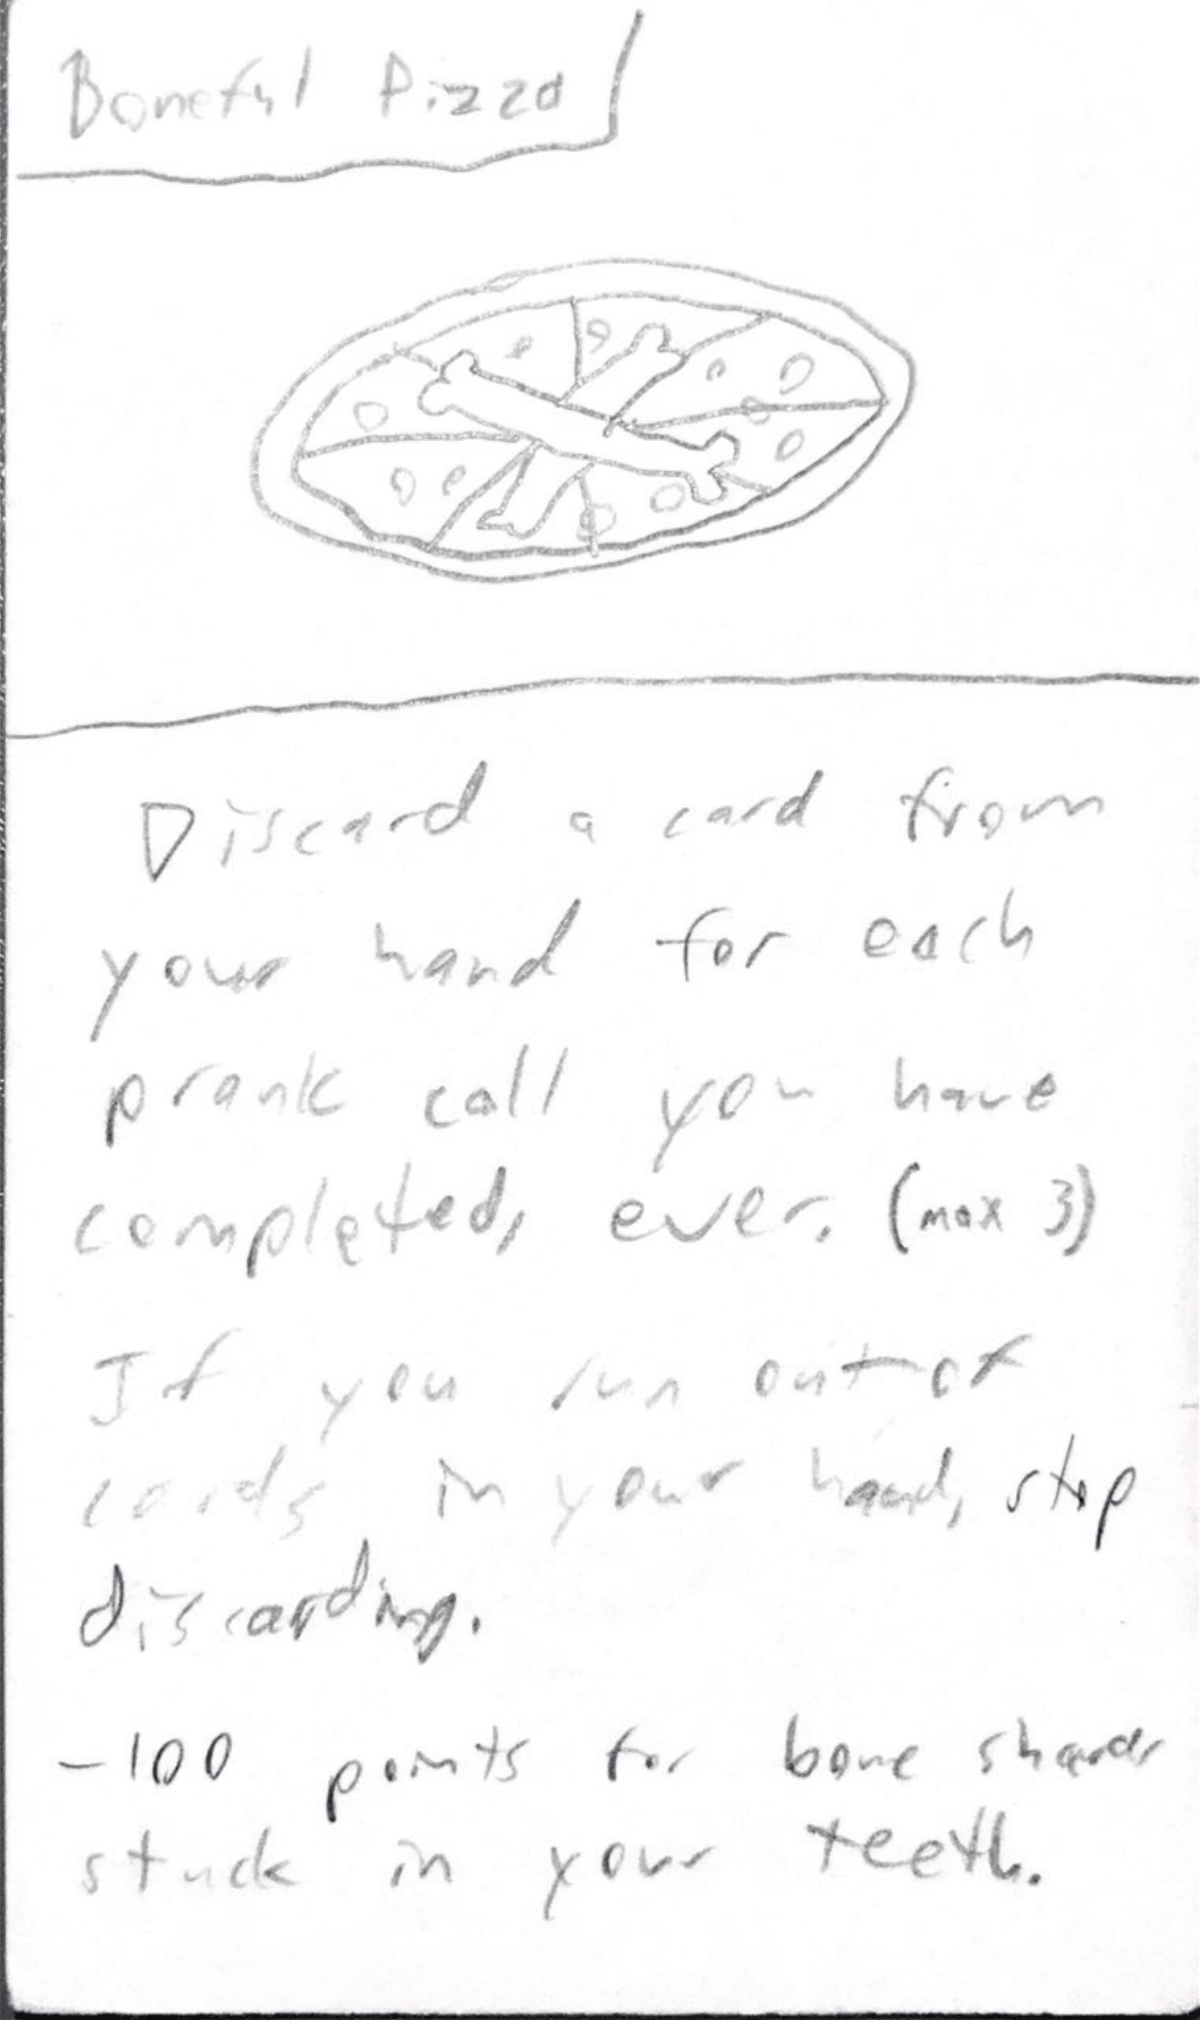 Boneful Pizza
Discard a card from
your hand for each
prank call you have
completed, ever. (max 3)
If you run out of
cards in your hand, stop
discarding.
-100 points for bone shards
stuck in your teeth.